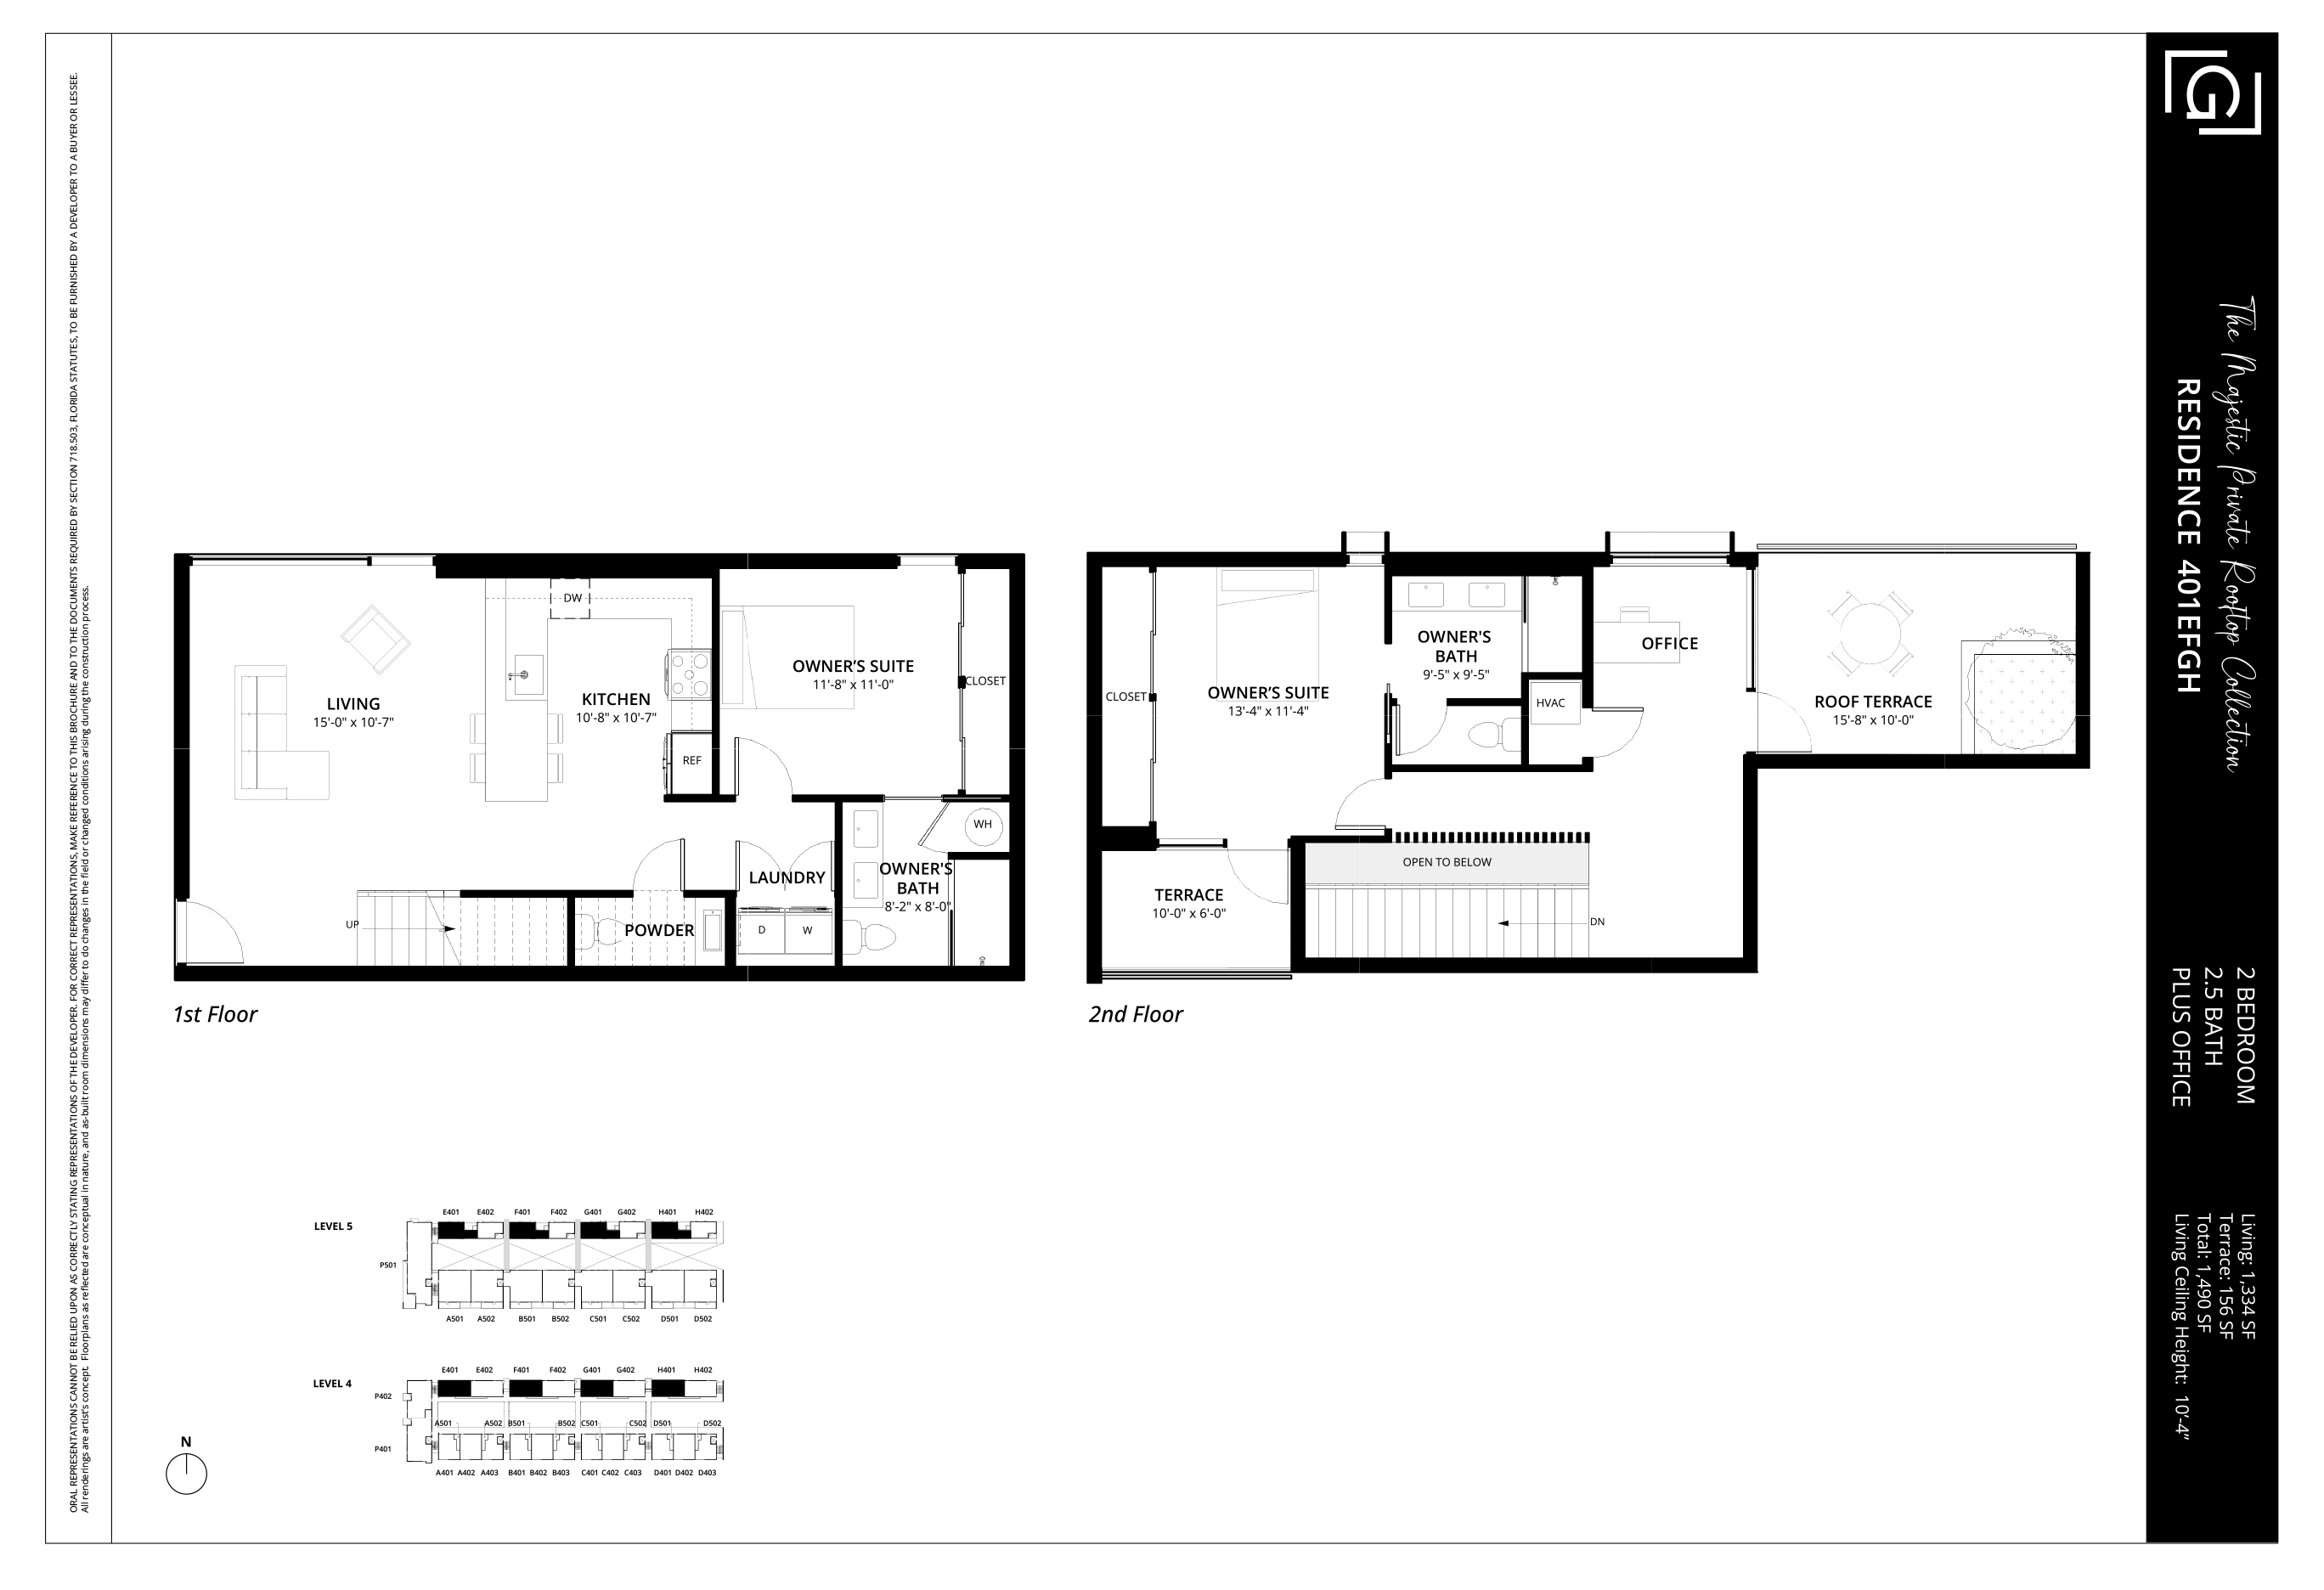 ORAL REPRESENTATIONS CANNOT BE RELIED UPON AS CORRECTLY STATING REPRESENTATIONS OF THE DEVELOPER. FOR CORRECT REPRESENTATIONS, MAKE REFERENCE TO THIS BROCHURE AND TO THE DOCUMENTS REQUIRED BY SECTION 718.503, FLORIDA STATUTES, TO BE FURNISHED BY A DEVELOPER TO A BUYER OR LESSEE.
All renderings are artist's concept. Floorplans as reflected are conceptual in nature, and as-built room dimensions may differ to do changes in the field or changed conditions arising during the construction process.
LIVING
15'-0" x 10'-7"
DW
KITCHEN
10'-8" x 10'-7"
REF
OWNER'S SUITE
11'-8" x 11'-0"
CLOSET
WH
OWNER'S
BATH
8'-2" x 8'-0"
LAUNDRY
D
W
POWDER
UP
1st Floor
CLOSET
OWNER'S SUITE
13'-4" x 11'-4"
OWNER'S
BATH
9'-5" x 9'-5"
HVAC
OFFICE
ROOF TERRACE
15'-8" x 10'-0"
OPEN TO BELOW
TERRACE
10'-0" x 6'-0"
DN
2nd Floor
LEVEL 5
E401 E402 F401 F402 G401 G402 H401 H402
P501
A501 A502 B501 B502 C501 C502 D501 D502
LEVEL 4
E401 E402 F401 F402 G401 G402 H401 H402
P402
A501 A502 B501 B502 C501 C502 D501 D502
P401
A401 A402 A403 B401 B402 B403 C401 C402 C403 D401 D402 D403
N
G
The Majestic Private Rooftop Collection
RESIDENCE 401EFGH
2 BEDROOM
2.5 BATH
PLUS OFFICE
Living: 1,334 SF
Terrace: 156 SF
Total: 1,490 SF
Living Ceiling Height: 10'-4"